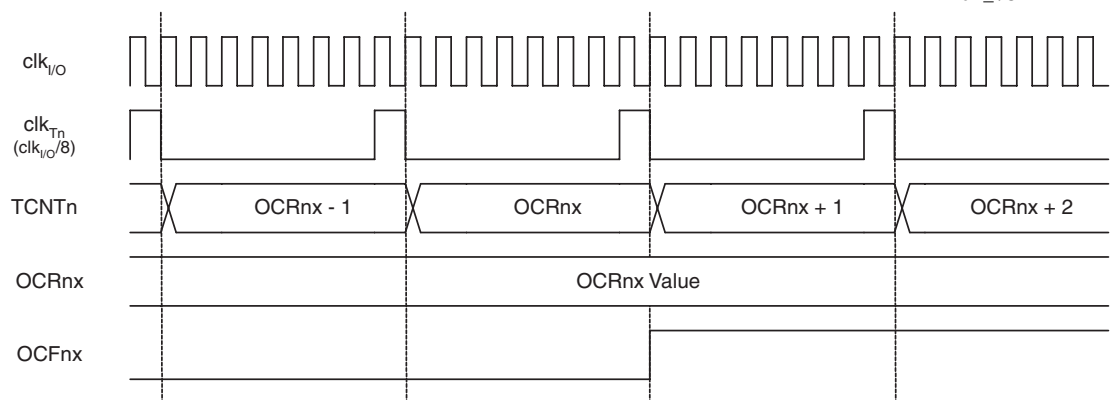 clkI/O
clkTn
(clkI/O/8)
TCNTn
OCRnx - 1
OCRnx
OCRnx + 1
OCRnx + 2
OCRnx
OCRnx Value
OCFnx